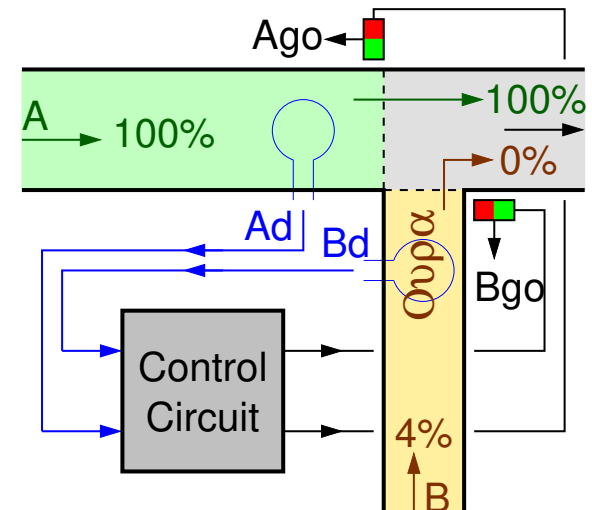 Ago
A
100%
100%
0%
Ad
Bd
Ουρα
Bgo
Control
Circuit
4%
B